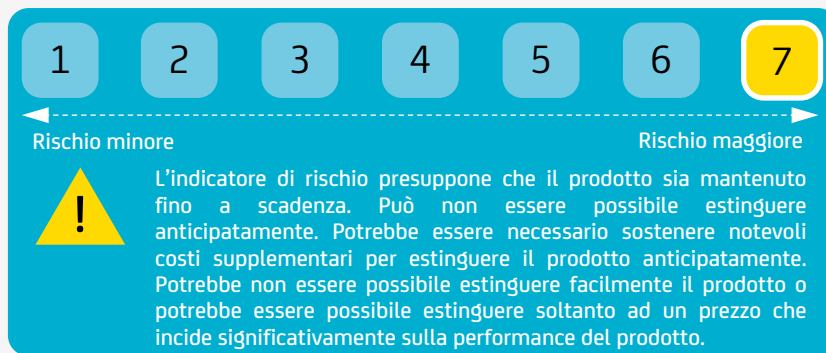 1 2 3 4 5 6 7
Rischio minore Rischio maggiore
!
L'indicatore di rischio presuppone che il prodotto sia mantenuto
fino a scadenza. Può non essere possibile estinguere
anticipatamente. Potrebbe essere necessario sostenere notevoli
costi supplementari per estinguere il prodotto anticipatamente.
Potrebbe non essere possibile estinguere facilmente il prodotto o
potrebbe essere possibile estinguere soltanto ad un prezzo che
incide significativamente sulla performance del prodotto.